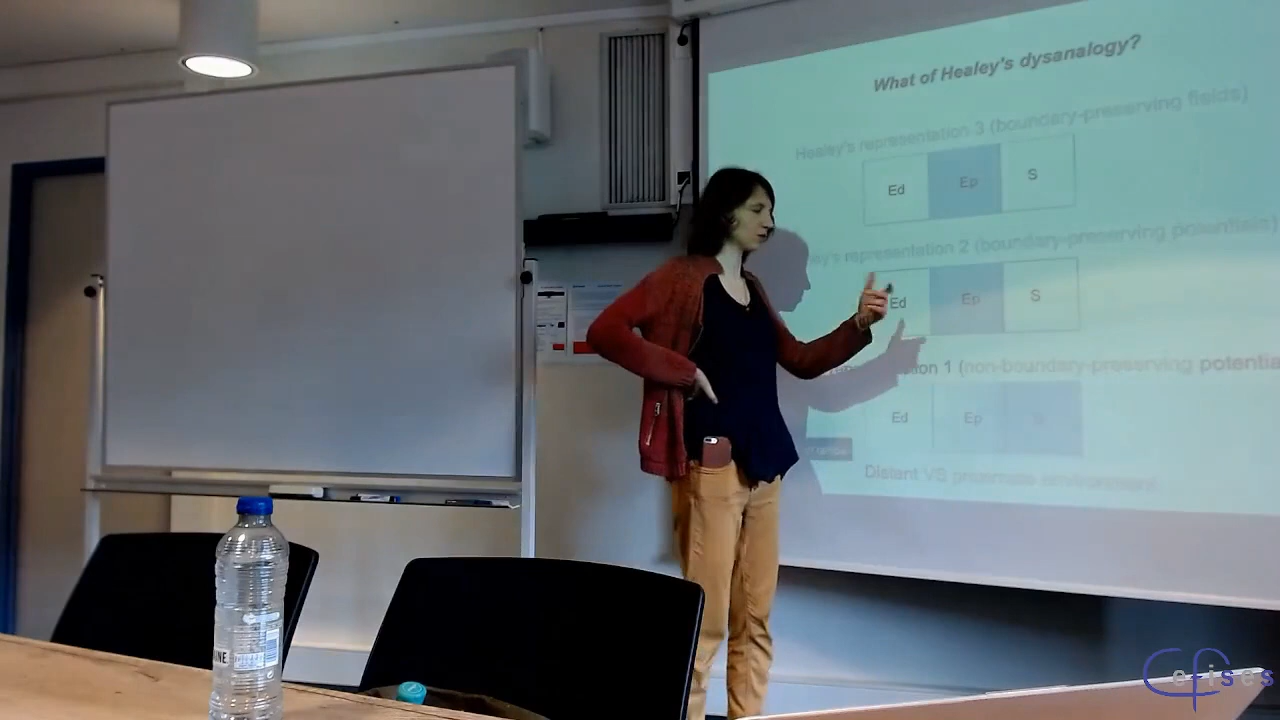 What of Healey's dysanalogy?
Healey's representation 3 (boundary-preserving fields)
Ed Ep S
representation 2 (boundary-preserving potentials)
Ed Ep S
1 (non-boundary-preserving potentia
Ed Ep S
Distant VS proximate environment
Cefises